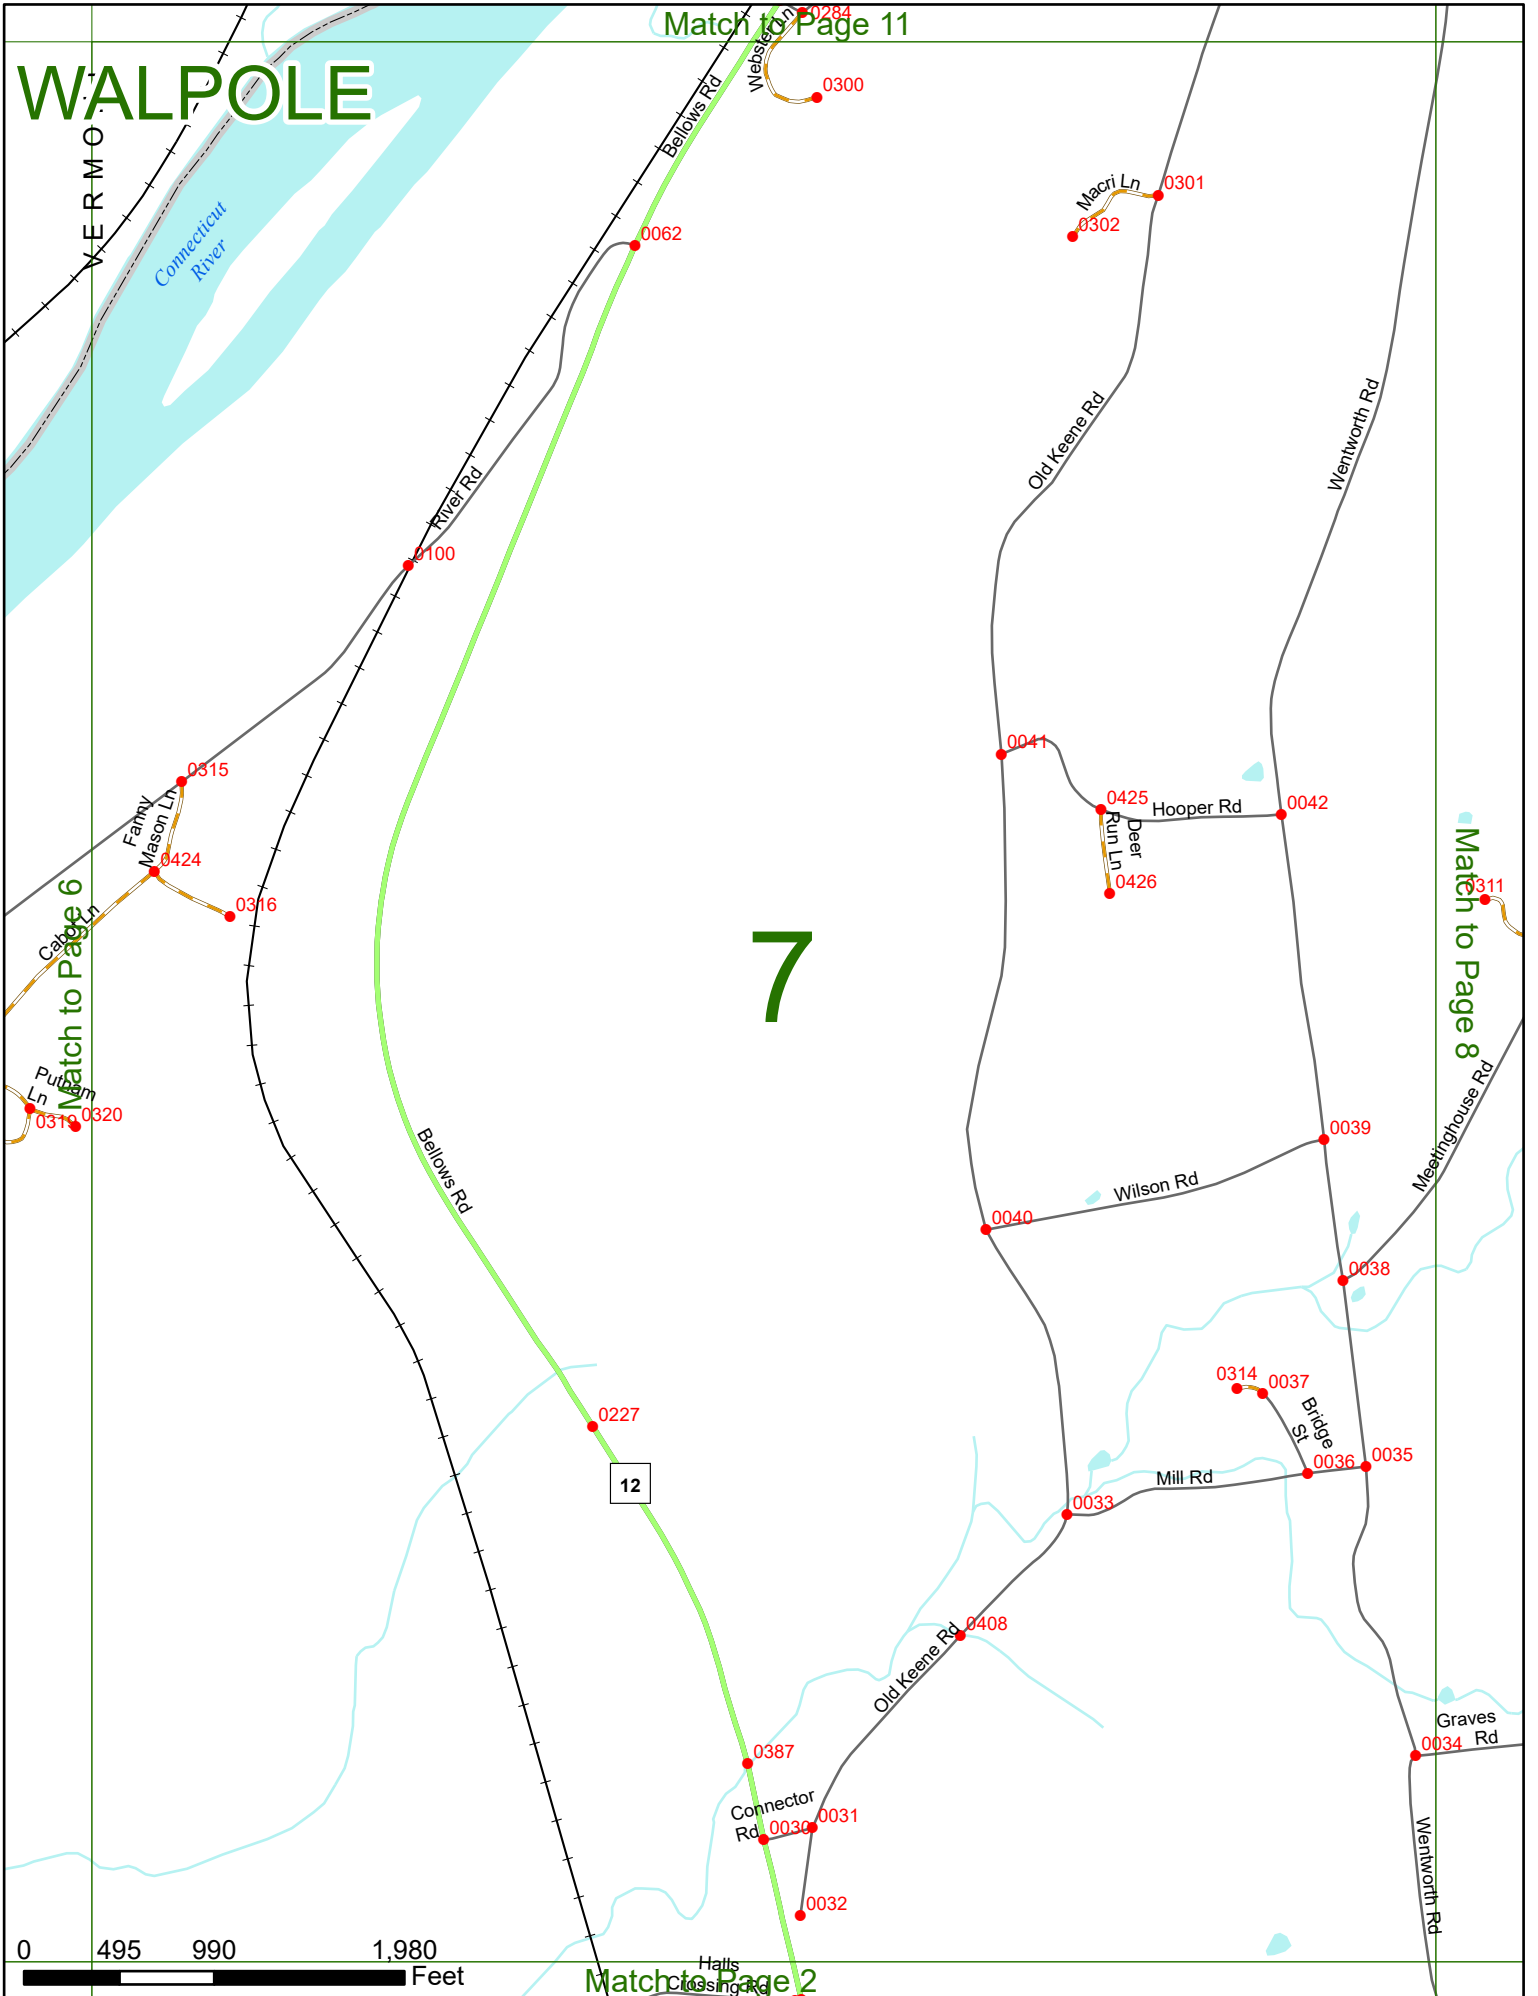 Match to Page 11
0284
Webster Ln
WALPOLE
0300
Bellows Rd
VERMO
Macri Ln
0301
Connecticut
River
0302
0062
Old Keene Rd
Wentworth Rd
River Rd
0100
0041
0315
Fanny
Mason Ln
0425
Hooper Rd
0042
Deer
Run Ln
0424
0426
0311
Match to Page 8
Match to Page 6
0316
Cabot Ln
7
Putnam
Ln
0319
0320
Meetinghouse Rd
0039
Bellows Rd
Wilson Rd
0040
0038
0314
0037
Bridge
St
0227
12
0036
0035
Mill Rd
0033
0408
Old Keene Rd
Graves
Rd
0034
0387
Connector
Rd
0030
0031
Wentworth Rd
0032
0 495 990 1,980
Feet
Halls
Crossing Rd
Match to Page 2